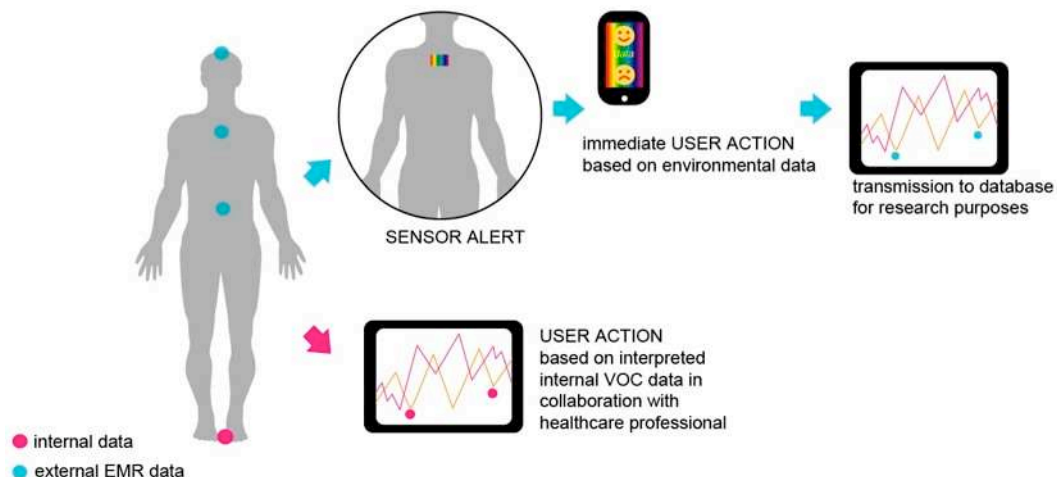 Data
SENSOR ALERT
immediate USER ACTION
based on environmental data
transmission to database
for research purposes
USER ACTION
based on interpreted
internal VOC data in
collaboration with
healthcare professional
internal data
external EMR data